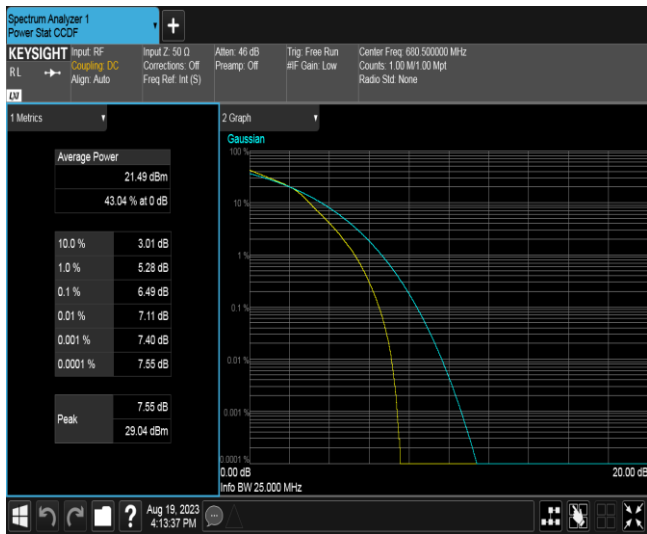 Spectrum Analyzer 1
Power Stat CCDF
+
KEYSIGHT
RL
LXI
Input: RF
Coupling: DC
Align: Auto
Input Z: 50 Ω
Corrections: Off
Freq Ref: Int (S)
Atten: 46 dB
Preamp: Off
Trig: Free Run
#IF Gain: Low
Center Freq: 680.500000 MHz
Counts: 1.00 M/1.00 Mpt
Radio Std: None
1 Metrics
Average Power
21.49 dBm
43.04 % at 0 dB
10.0 % 3.01 dB
1.0 % 5.28 dB
0.1 % 6.49 dB
0.01 % 7.11 dB
0.001 % 7.40 dB
0.0001 % 7.55 dB
Peak
7.55 dB
29.04 dBm
2 Graph
Gaussian
100 %
10 %
1 %
0.1 %
0.01 %
0.001 %
0.0001 %
0.00 dB 20.00 dB
Info BW 25.000 MHz
?
Aug 19, 2023
4:13:37 PM